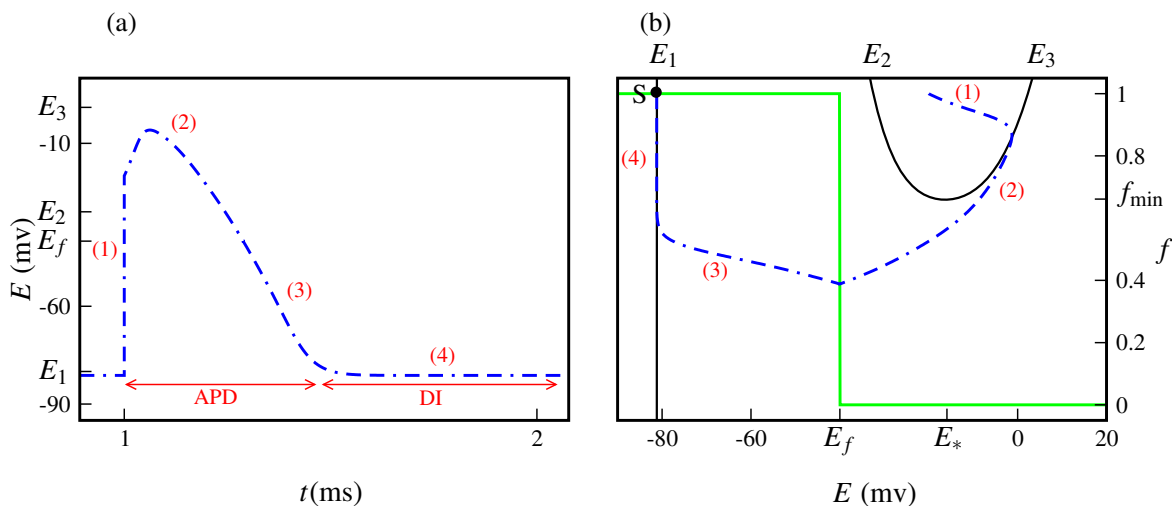 (a)
E3
-10
E2
Ef
-60
E1
-90
E (mv)
(1)
(2)
(3)
(4)
APD
DI
1
2
t(ms)
(b)
E1
E2
E3
S
(1)
(2)
(3)
(4)
1
0.8
fmin
f
0.4
0.2
0
-80
-60
Ef
E*
0
20
E (mv)